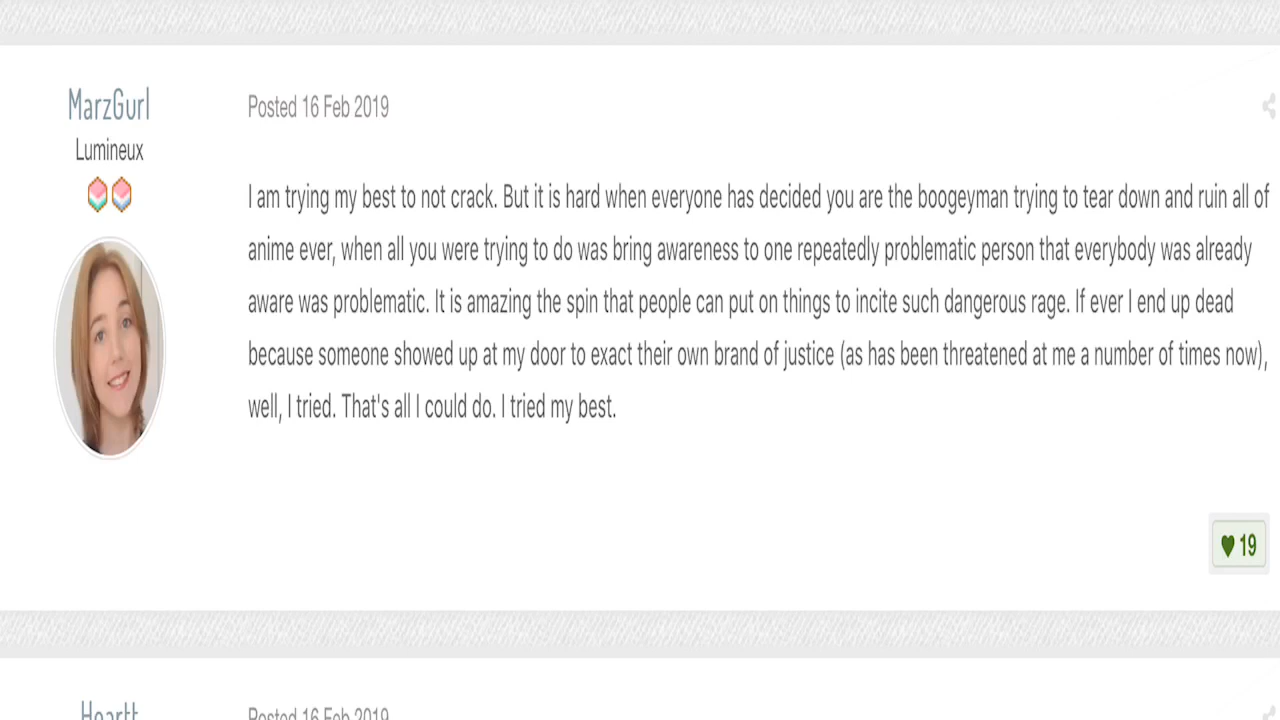 MarzGurl
Posted 16 Feb 2019
Lumineux
I am trying my best to not crack. But it is hard when everyone has decided you are the boogeyman trying to tear down and ruin all of
anime ever, when all you were trying to do was bring awareness to one repeatedly problematic person that everybody was already
aware was problematic. It is amazing the spin that people can put on things to incite such dangerous rage. If ever I end up dead
because someone showed up at my door to exact their own brand of justice (as has been threatened at me a number of times now),
well, I tried. That's all I could do. I tried my best.
19
Heartt
Posted 16 Feb 2019